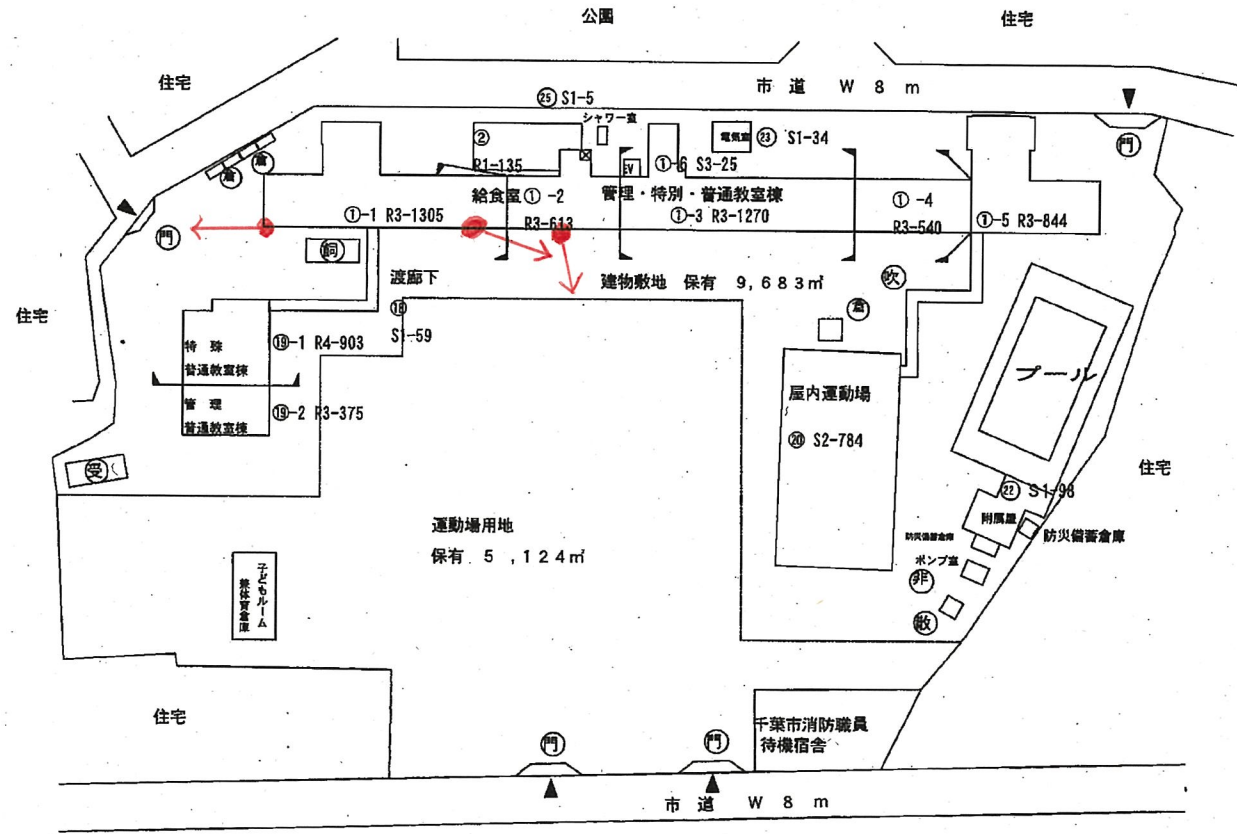 公園
住宅
住宅
市道 W 8 m
㉕ S1-5
シャワー室
門
②
R1-135
電気室
㉓ S1-34
EV
①-6 S3-25
倉
倉
給食室 ①-2
管理・特別・普通教室棟
①-4
門
①-1 R3-1305
R3-613
①-3 R3-1270
R3-540
①-5 R3-844
飼
渡廊下
建物敷地 保有 9,683㎡
吹
倉
住宅
⑱
S1-59
特殊
普通教室棟
⑲-1 R4-903
管理
普通教室棟
⑲-2 R3-375
屋内運動場
⑳ S2-784
プール
受
住宅
㉒ S1-98
附属屋
防災備蓄倉庫
防災備蓄倉庫
ポンプ室
非
散
運動場用地
保有 5,124㎡
子どもルーム
兼体育倉庫
住宅
千葉市消防職員
待機宿舎
門
門
市道 W 8 m